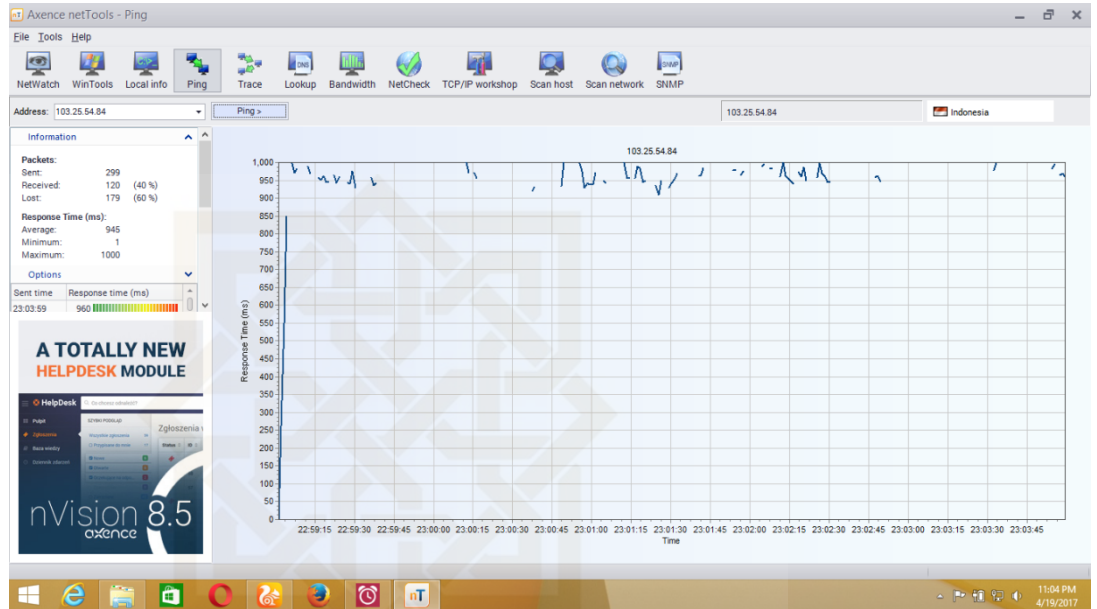 Axence netTools - Ping
File Tools Help
NetWatch WinTools Local info Ping Trace Lookup Bandwidth NetCheck TCP/IP workshop Scan host Scan network SNMP
Address: 103.25.54.84 Ping > 103.25.54.84 Indonesia
Information
Packets:
Sent: 299
Received: 120 (40 %)
Lost: 179 (60 %)
Response Time (ms):
Average: 945
Minimum: 1
Maximum: 1000
Options
Sent time Response time (ms)
23:03:59 960
A TOTALLY NEW
HELPDESK MODULE
HelpDesk
Pulpit
Zgłoszenia
Baza wiedzy
Zgłoszenia
nVision 8.5
axence
103.25.54.84
1,000
950
900
850
800
750
700
650
600
550
500
450
400
350
300
250
200
150
100
50
0
Response Time (ms)
22:59:15 22:59:30 22:59:45 23:00:00 23:00:15 23:00:30 23:00:45 23:01:00 23:01:15 23:01:30 23:01:45 23:02:00 23:02:15 23:02:30 23:02:45 23:03:00 23:03:15 23:03:30 23:03:45
Time
nT
11:04 PM
4/19/2017